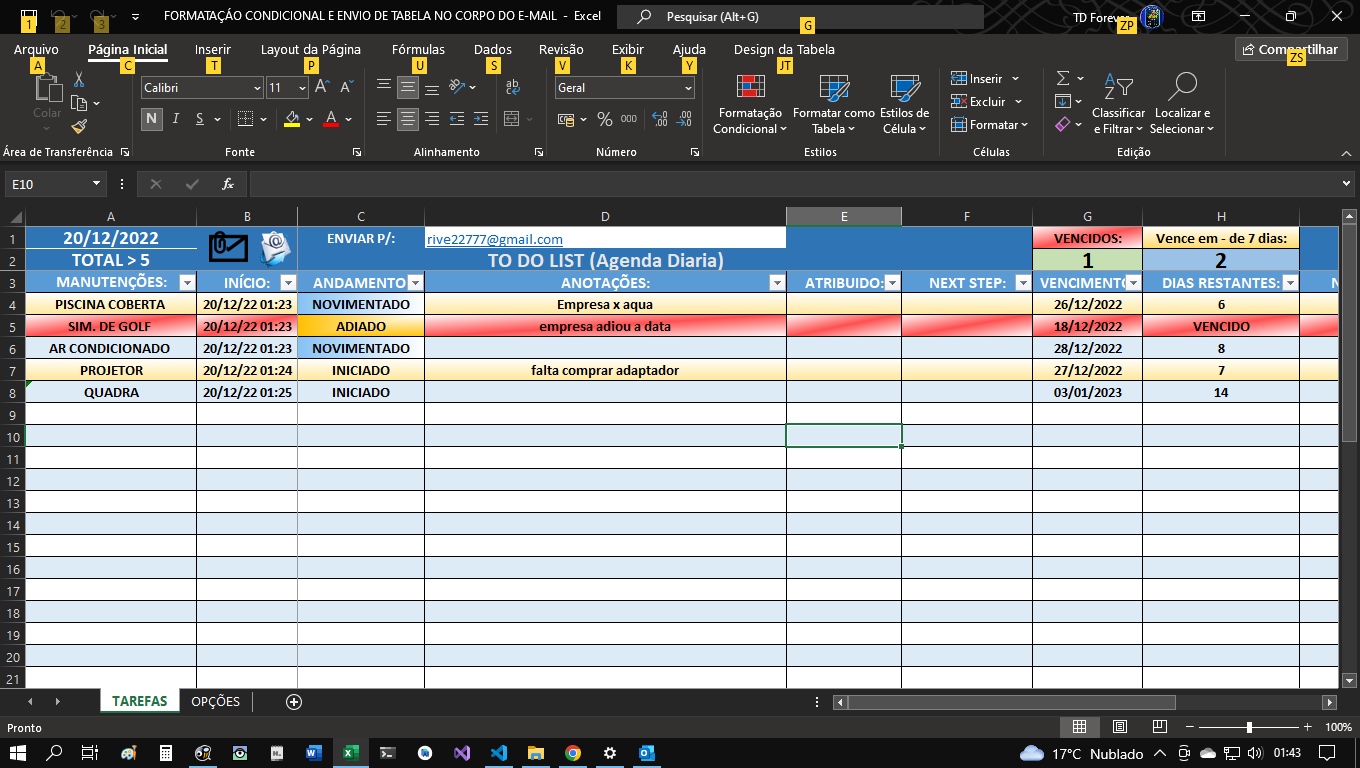 FORMATAÇÃO CONDICIONAL E ENVIO DE TABELA NO CORPO DO E-MAIL - Excel
Pesquisar (Alt+G)
TD Forever
1 2 3 G ZP
Arquivo Página Inicial Inserir Layout da Página Fórmulas Dados Revisão Exibir Ajuda Design da Tabela Compartilhar
A C T P U S V K Y JT ZS
Colar
Calibri 11
Geral
N I S
% 000
Formatação Condicional
Formatar como Tabela
Estilos de Célula
Inserir
Excluir
Formatar
Classificar e Filtrar
Localizar e Selecionar
Área de Transferência Fonte Alinhamento Número Estilos Células Edição
E10 fx
A B C D E F G H
1 20/12/2022 ENVIAR P/: rive22777@gmail.com VENCIDOS: Vence em - de 7 dias:
2 TOTAL > 5 TO DO LIST (Agenda Diaria) 1 2
3 MANUTENÇÕES: INÍCIO: ANDAMENTO ANOTAÇÕES: ATRIBUIDO: NEXT STEP: VENCIMENTO DIAS RESTANTES: N
4 PISCINA COBERTA 20/12/22 01:23 NOVIMENTADO Empresa x aqua 26/12/2022 6
5 SIM. DE GOLF 20/12/22 01:23 ADIADO empresa adiou a data 18/12/2022 VENCIDO
6 AR CONDICIONADO 20/12/22 01:23 NOVIMENTADO 28/12/2022 8
7 PROJETOR 20/12/22 01:24 INICIADO falta comprar adaptador 27/12/2022 7
8 QUADRA 20/12/22 01:25 INICIADO 03/01/2023 14
9
10
11
12
13
14
15
16
17
18
19
20
21
TAREFAS OPÇÕES
Pronto 100%
17°C Nublado 01:43